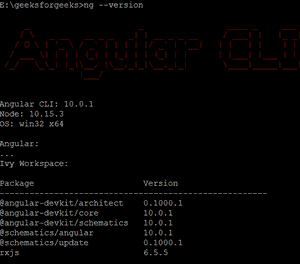 E:\geeksforgeeks>ng --version
Angular CLI
Angular CLI: 10.0.1
Node: 10.15.3
OS: win32 x64
Angular:
...
Ivy Workspace:
Package Version
------------------------------------------------------
@angular-devkit/architect 0.1000.1
@angular-devkit/core 10.0.1
@angular-devkit/schematics 10.0.1
@schematics/angular 10.0.1
@schematics/update 0.1000.1
rxjs 6.5.5